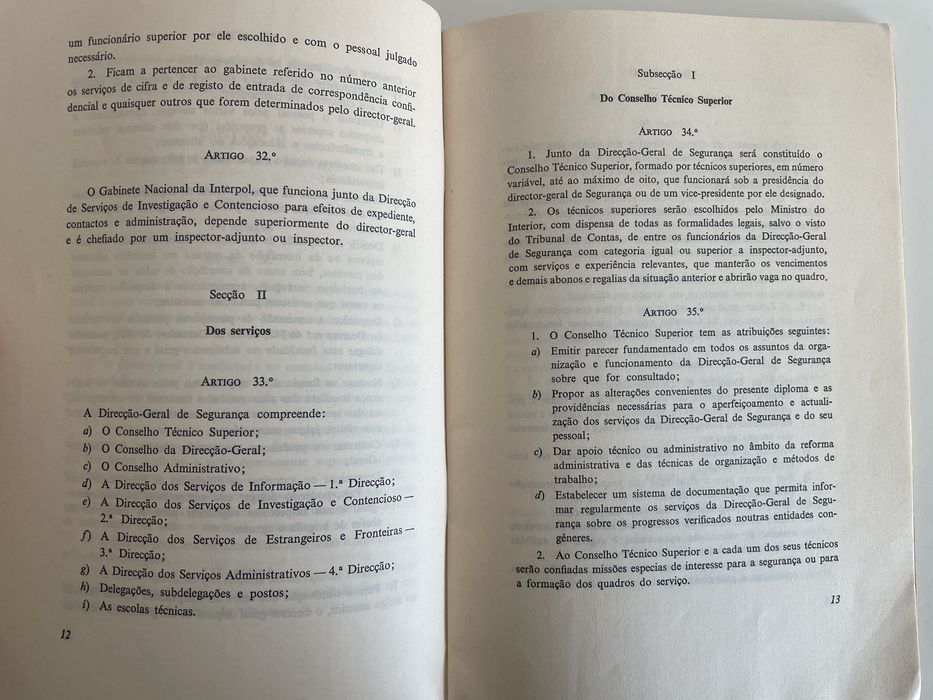 um funcionário superior por ele escolhido e com o pessoal julgado
necessário.
2. Ficam a pertencer ao gabinete referido no número anterior
os serviços de cifra e de registo de entrada de correspondência confi-
dencial e quaisquer outros que forem determinados pelo director-geral.
ARTIGO 32.º
O Gabinete Nacional da Interpol, que funciona junto da Direcção
de Serviços de Investigação e Contencioso para efeitos de expediente,
contactos e administração, depende superiormente do director-geral
e é chefiado por um inspector-adjunto ou inspector.
Secção II
Dos serviços
ARTIGO 33.º
A Direcção-Geral de Segurança compreende:
a) O Conselho Técnico Superior;
b) O Conselho da Direcção-Geral;
c) O Conselho Administrativo;
d) A Direcção dos Serviços de Informação — 1.ª Direcção;
e) A Direcção dos Serviços de Investigação e Contencioso —
2.ª Direcção;
f) A Direcção dos Serviços de Estrangeiros e Fronteiras —
3.ª Direcção;
g) A Direcção dos Serviços Administrativos — 4.ª Direcção;
h) Delegações, subdelegações e postos;
i) As escolas técnicas.
12
Subsecção I
Do Conselho Técnico Superior
ARTIGO 34.º
1. Junto da Direcção-Geral de Segurança será constituído o
Conselho Técnico Superior, formado por técnicos superiores, em número
variável, até ao máximo de oito, que funcionará sob a presidência do
director-geral de Segurança ou de um vice-presidente por ele designado.
2. Os técnicos superiores serão escolhidos pelo Ministro do
Interior, com dispensa de todas as formalidades legais, salvo o visto
do Tribunal de Contas, de entre os funcionários da Direcção-Geral
de Segurança com categoria igual ou superior a inspector-adjunto,
com serviços e experiência relevantes, que manterão os vencimentos
e demais abonos e regalias da situação anterior e abrirão vaga no quadro.
ARTIGO 35.º
1. O Conselho Técnico Superior tem as atribuições seguintes:
a) Emitir parecer fundamentado em todos os assuntos da orga-
nização e funcionamento da Direcção-Geral de Segurança
sobre que for consultado;
b) Propor as alterações convenientes do presente diploma e as
providências necessárias para o aperfeiçoamento e actuali-
zação dos serviços da Direcção-Geral de Segurança e do seu
pessoal;
c) Dar apoio técnico ou administrativo no âmbito da reforma
administrativa e das técnicas de organização e métodos de
trabalho;
d) Estabelecer um sistema de documentação que permita infor-
mar regularmente os serviços da Direcção-Geral de Segu-
rança sobre os progressos verificados noutras entidades con-
géneres.
2. Ao Conselho Técnico Superior e a cada um dos seus técnicos
serão confiadas missões especias de interesse para a segurança ou para
a formação dos quadros do serviço.
13